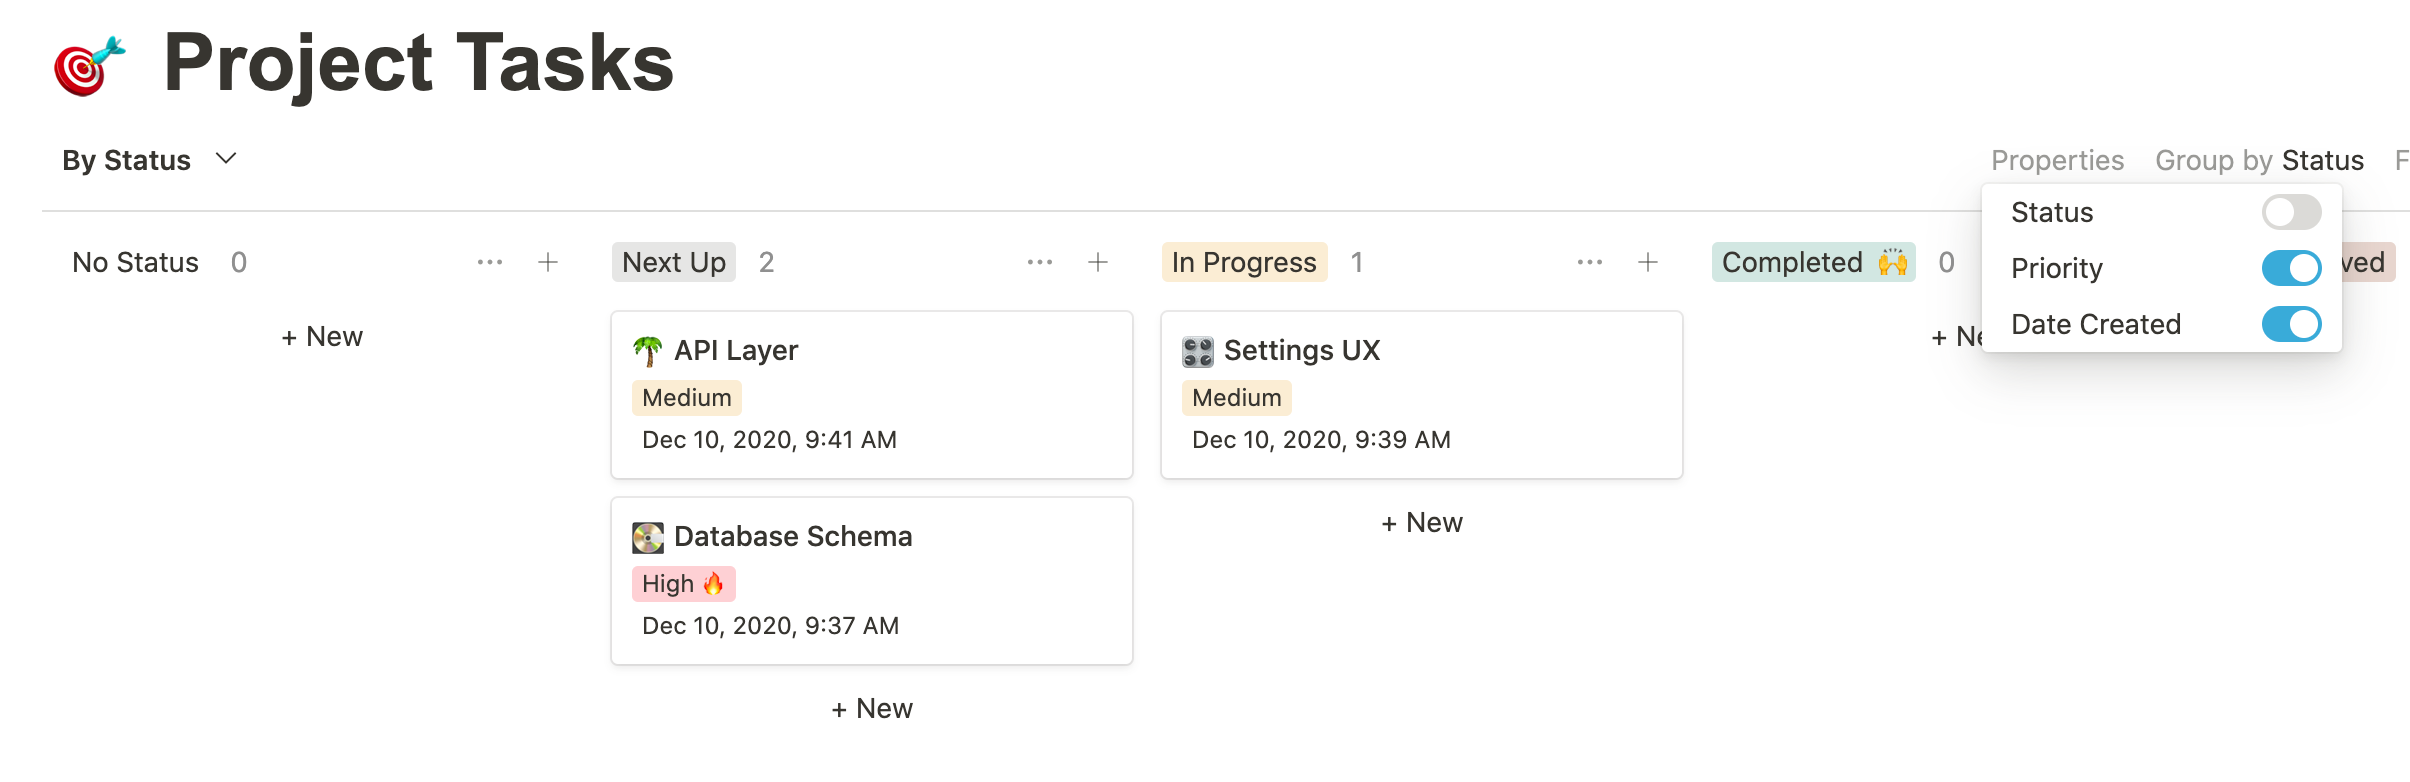 Project Tasks
By Status
Properties Group by Status F
Status
Priority
Date Created
No Status 0
+ New
Next Up 2
API Layer
Medium
Dec 10, 2020, 9:41 AM
Database Schema
High 🔥
Dec 10, 2020, 9:37 AM
+ New
In Progress 1
Settings UX
Medium
Dec 10, 2020, 9:39 AM
+ New
Completed 🙌 0
+ Ne
ved